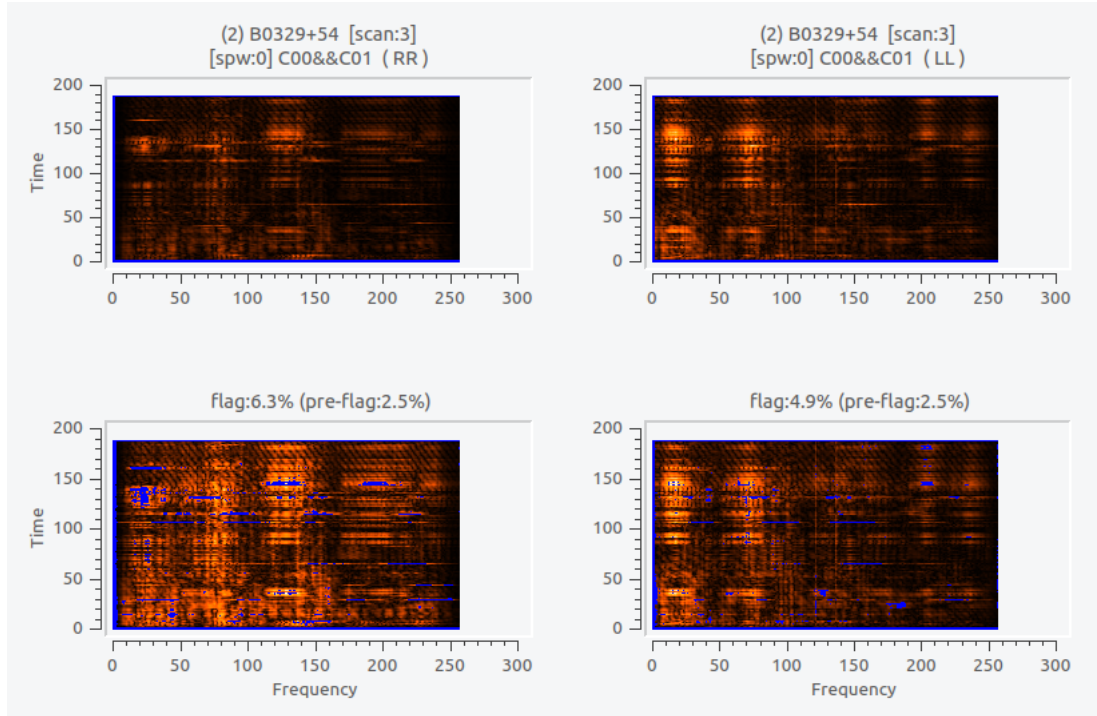 (2) B0329+54 [scan:3]
[spw:0] C00&&C01 ( RR )
200
150
100
50
0
Time
0 50 100 150 200 250 300
(2) B0329+54 [scan:3]
[spw:0] C00&&C01 ( LL )
200
150
100
50
0
0 50 100 150 200 250 300
flag:6.3% (pre-flag:2.5%)
200
150
100
50
0
Time
0 50 100 150 200 250 300
Frequency
flag:4.9% (pre-flag:2.5%)
200
150
100
50
0
0 50 100 150 200 250 300
Frequency